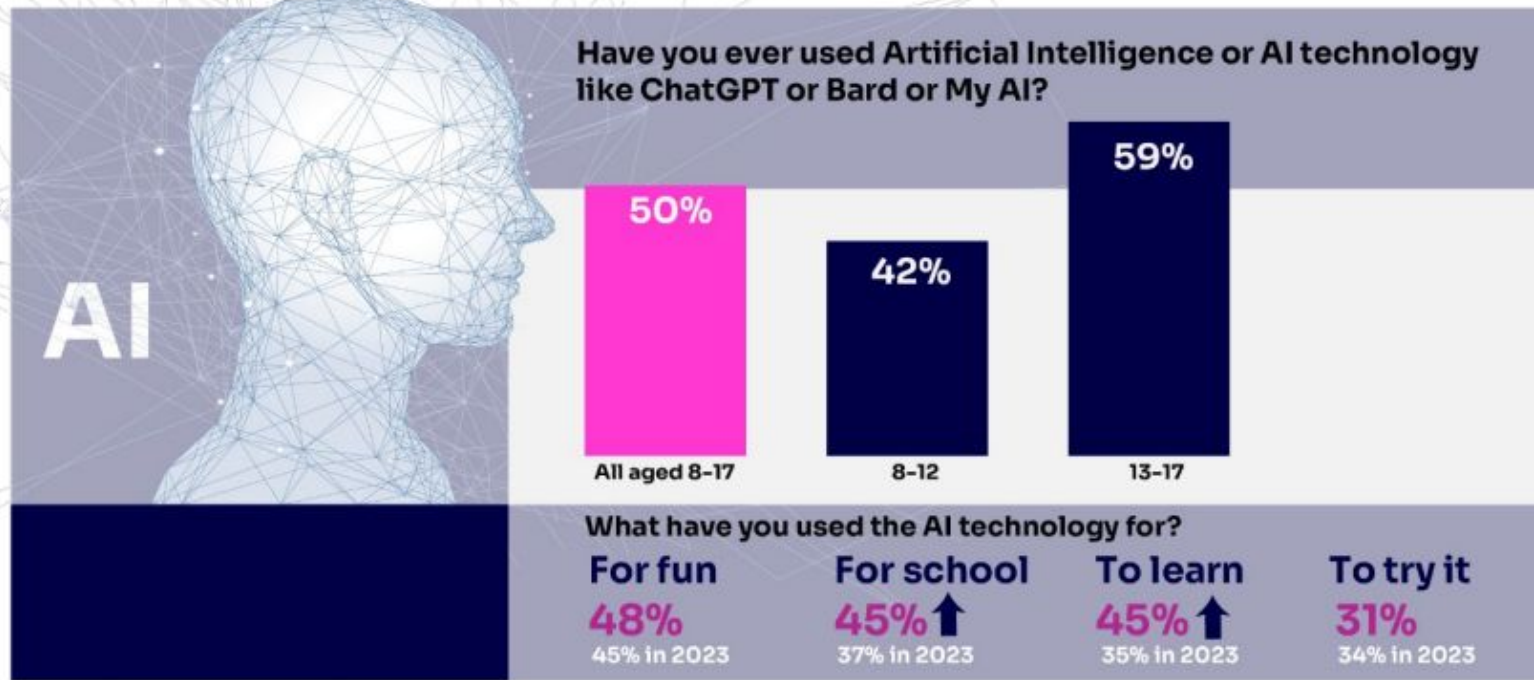 AI
Have you ever used Artificial Intelligence or AI technology
like ChatGPT or Bard or My AI?
50%
42%
59%
All aged 8-17
8-12
13-17
What have you used the AI technology for?
For fun
48%
45% in 2023
For school
45%
37% in 2023
To learn
45%
35% in 2023
To try it
31%
34% in 2023